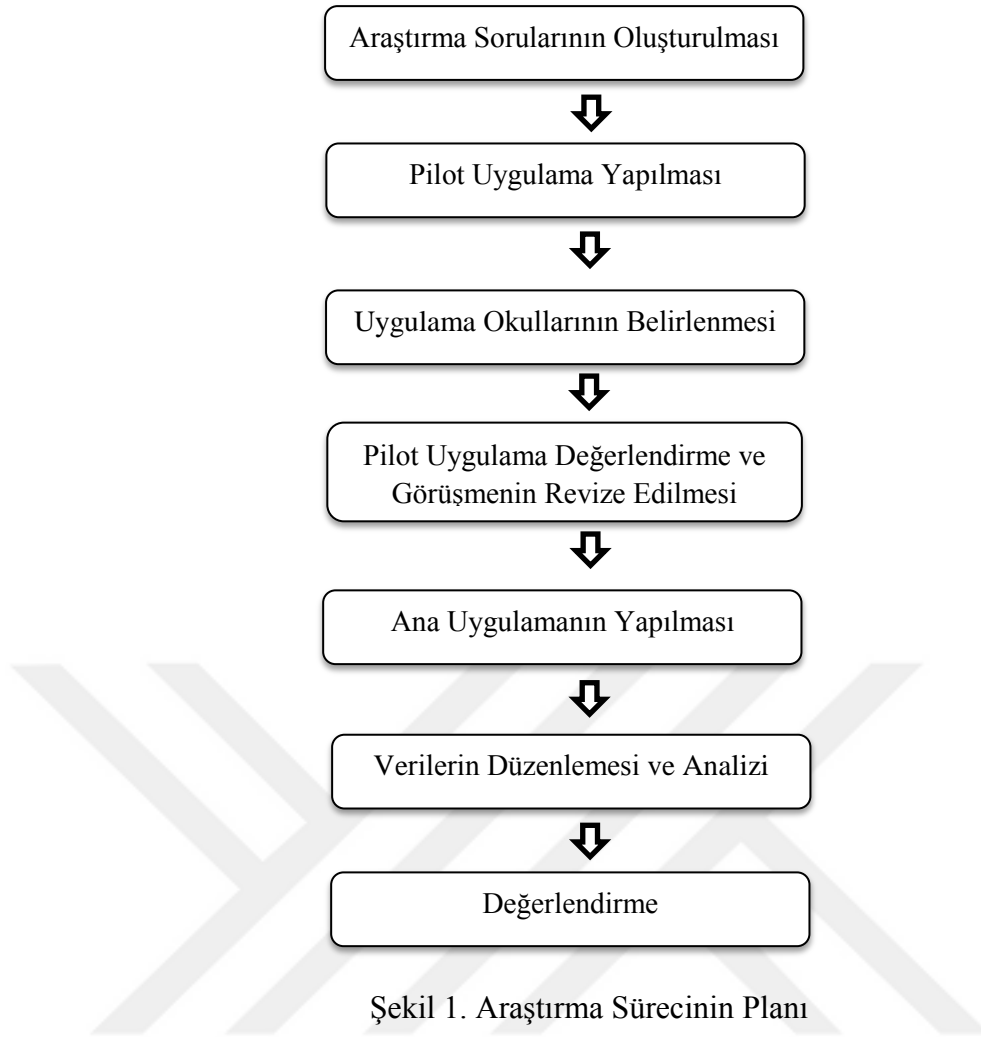 Araştırma Sorularının Oluşturulması
Pilot Uygulama Yapılması
Uygulama Okullarının Belirlenmesi
Pilot Uygulama Değerlendirme ve
Görüşmenin Revize Edilmesi
Ana Uygulamanın Yapılması
Verilerin Düzenlemesi ve Analizi
Değerlendirme
Şekil 1. Araştırma Sürecinin Planı